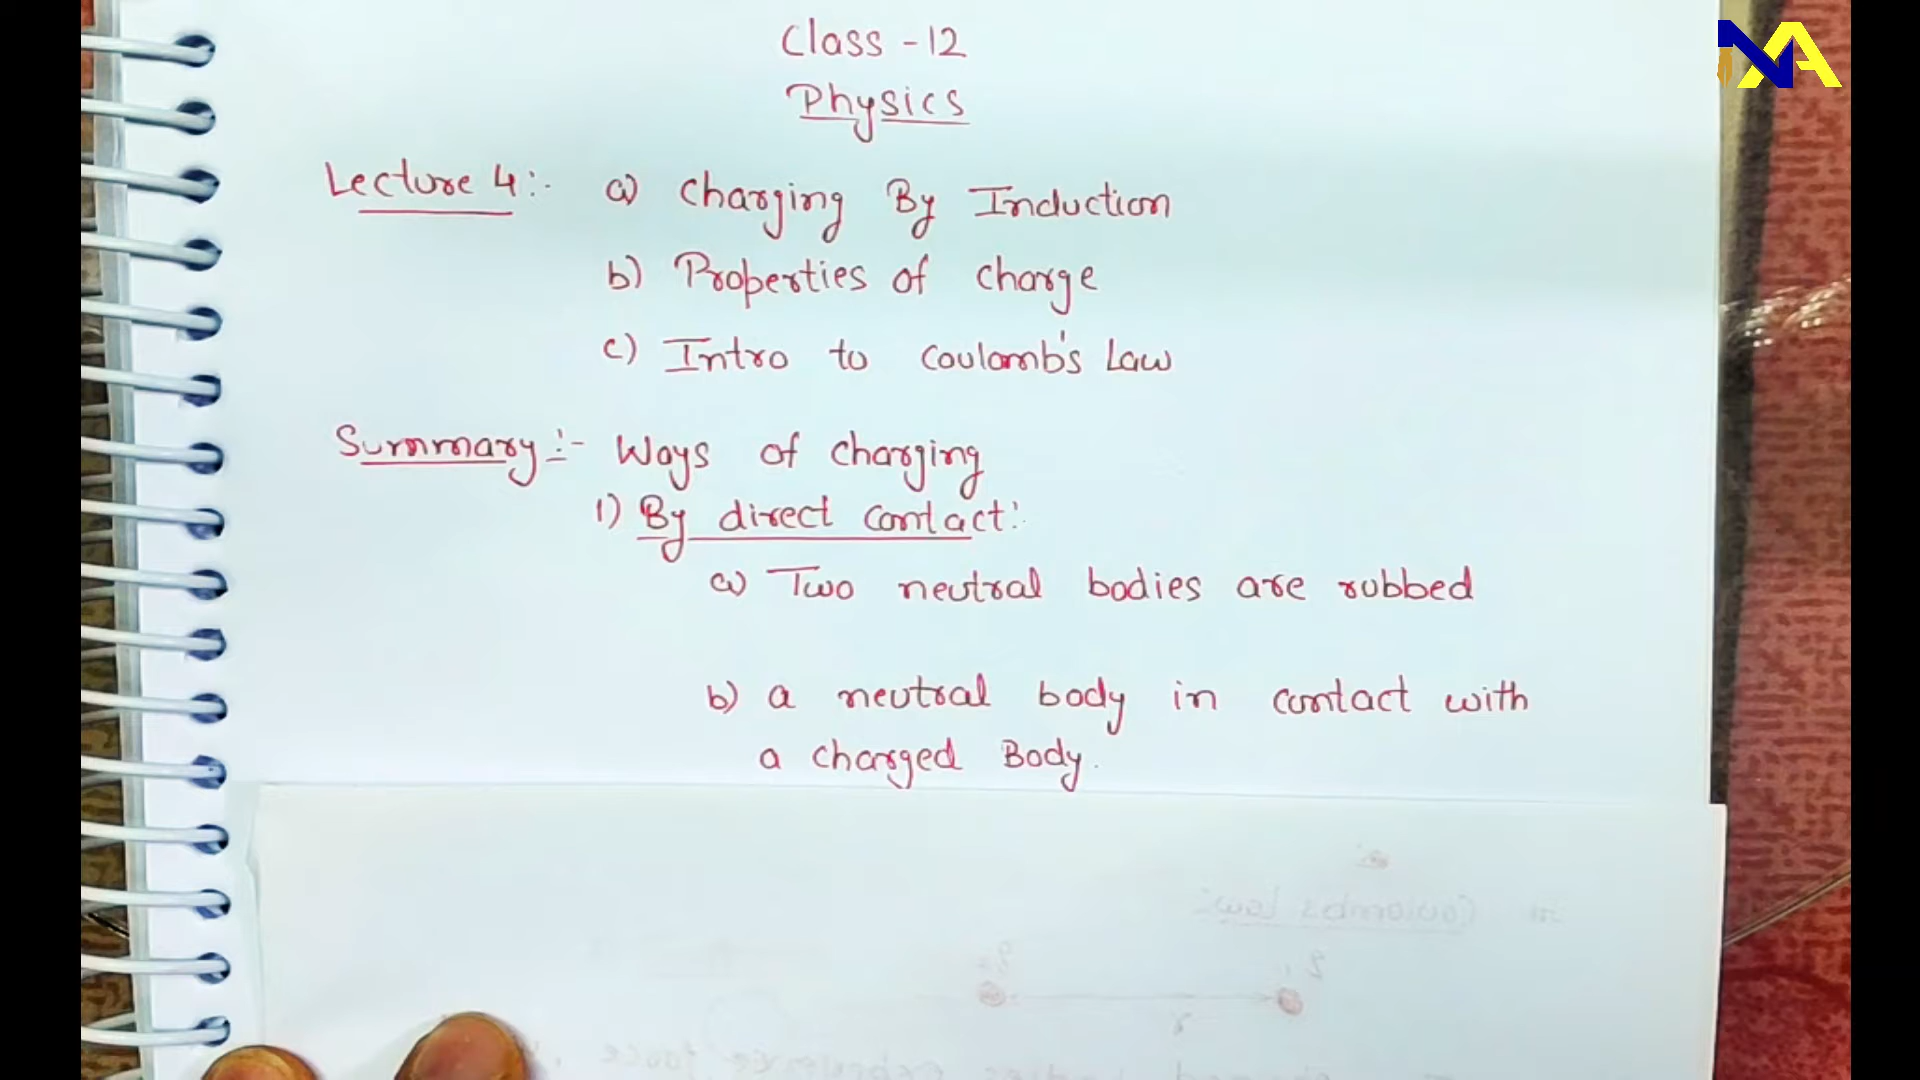 Class - 12
Physics
Lecture 4:- a) Charging By Induction
b) Properties of charge
c) Intro to Coulomb's Law
Summary:- Ways of charging
1) By direct contact:
a) Two neutral bodies are rubbed
b) a neutral body in contact with
a charged Body.
NA